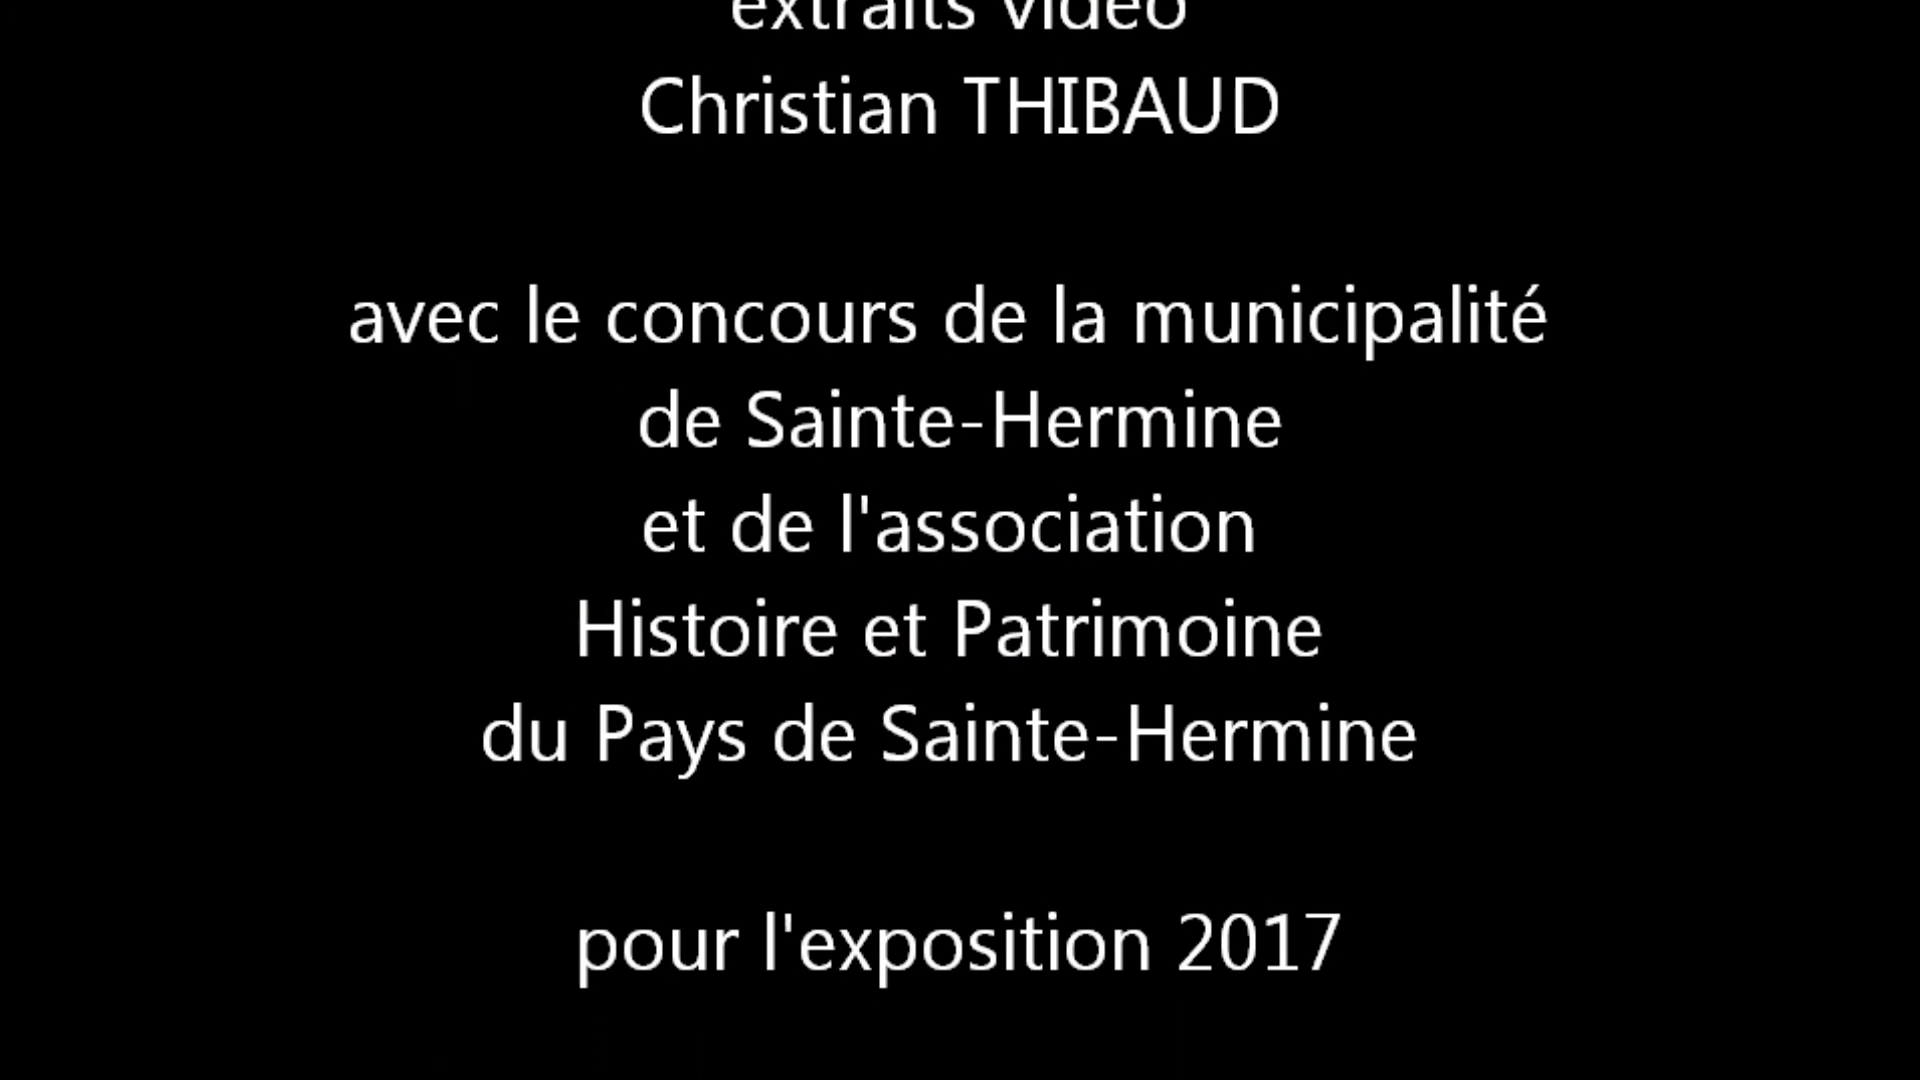 extraits vidéo
Christian THIBAUD
avec le concours de la municipalité
de Sainte-Hermine
et de l'association
Histoire et Patrimoine
du Pays de Sainte-Hermine
pour l'exposition 2017